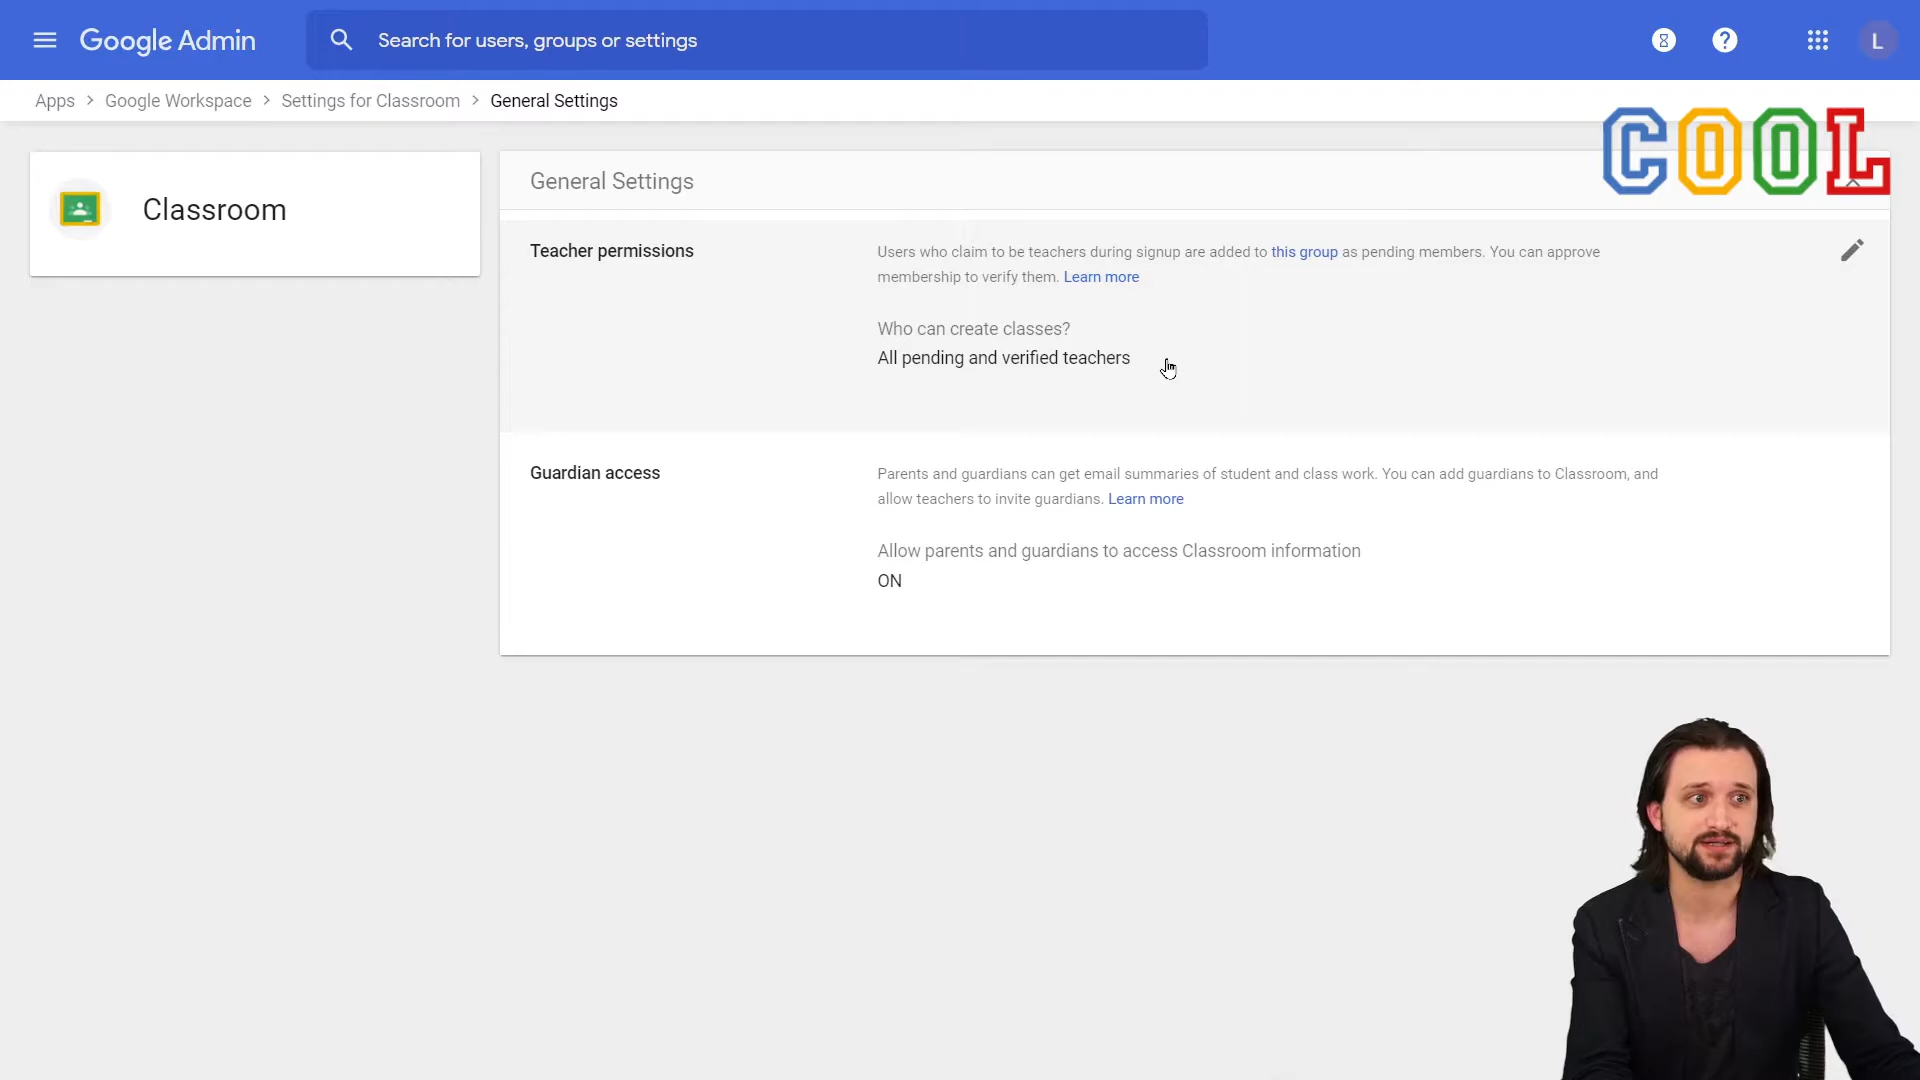 Google Admin
Search for users, groups or settings
L
Apps > Google Workspace > Settings for Classroom > General Settings
COOL
Classroom
General Settings
Teacher permissions
Users who claim to be teachers during signup are added to this group as pending members. You can approve
membership to verify them. Learn more
Who can create classes?
All pending and verified teachers
Guardian access
Parents and guardians can get email summaries of student and class work. You can add guardians to Classroom, and
allow teachers to invite guardians. Learn more
Allow parents and guardians to access Classroom information
ON